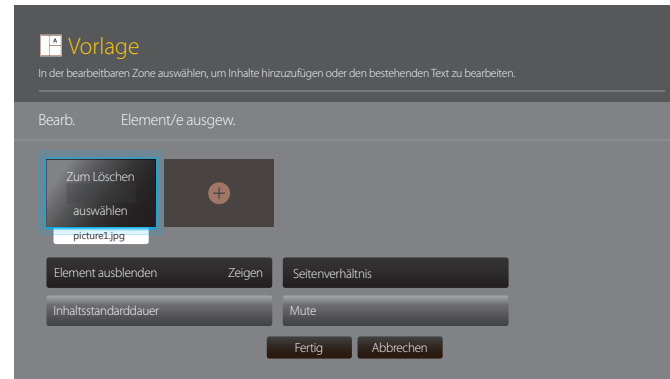 A
Vorlage
In der bearbeitbaren Zone auswählen, um Inhalte hinzuzufügen oder den bestehenden Text zu bearbeiten.
Bearb. Element/e ausgew.
Zum Löschen
auswählen
picture1.jpg
Element ausblenden Zeigen Seitenverhältnis
Inhaltsstandarddauer Mute
Fertig Abbrechen